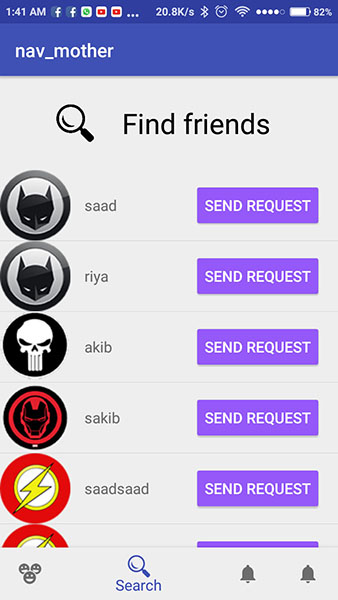 1:41 AM 20.8K/s 82%
nav_mother
Find friends
saad SEND REQUEST
riya SEND REQUEST
akib SEND REQUEST
sakib SEND REQUEST
saadsaad SEND REQUEST
Search